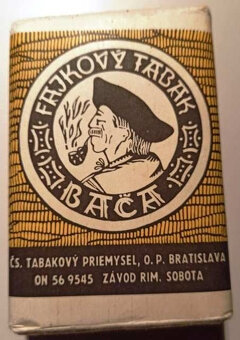 FAJKOVÝ TABAK
BAČA
ČS. TABAKOVÝ PRIEMYSEL, O. P. BRATISLAVA
ON 56 9545 ZÁVOD RIM. SOBOTA